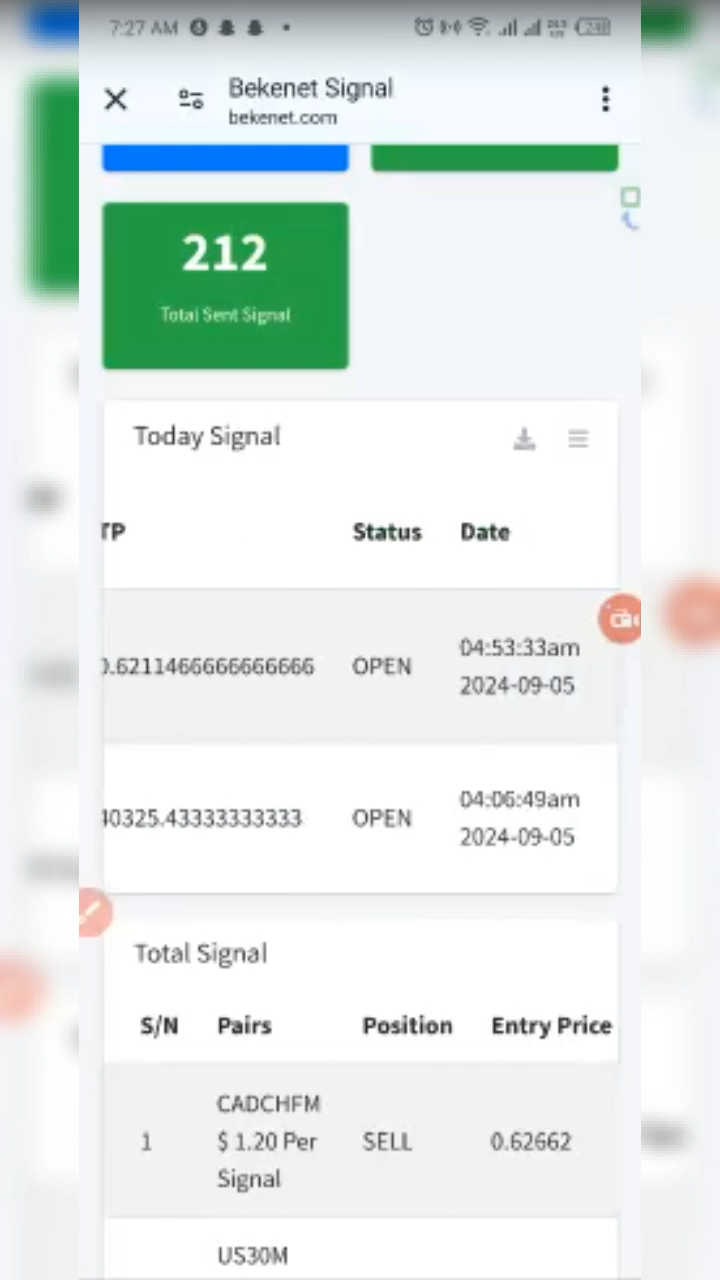 7:27 AM
Bekenet Signal
bekenet.com
212
Total Sent Signal
Today Signal
TP Status Date
0.6211466666666666 OPEN 04:53:33am
2024-09-05
40325.43333333333 OPEN 04:06:49am
2024-09-05
Total Signal
S/N Pairs Position Entry Price
CADCHFM
1 $ 1.20 Per SELL 0.62662
Signal
US30M